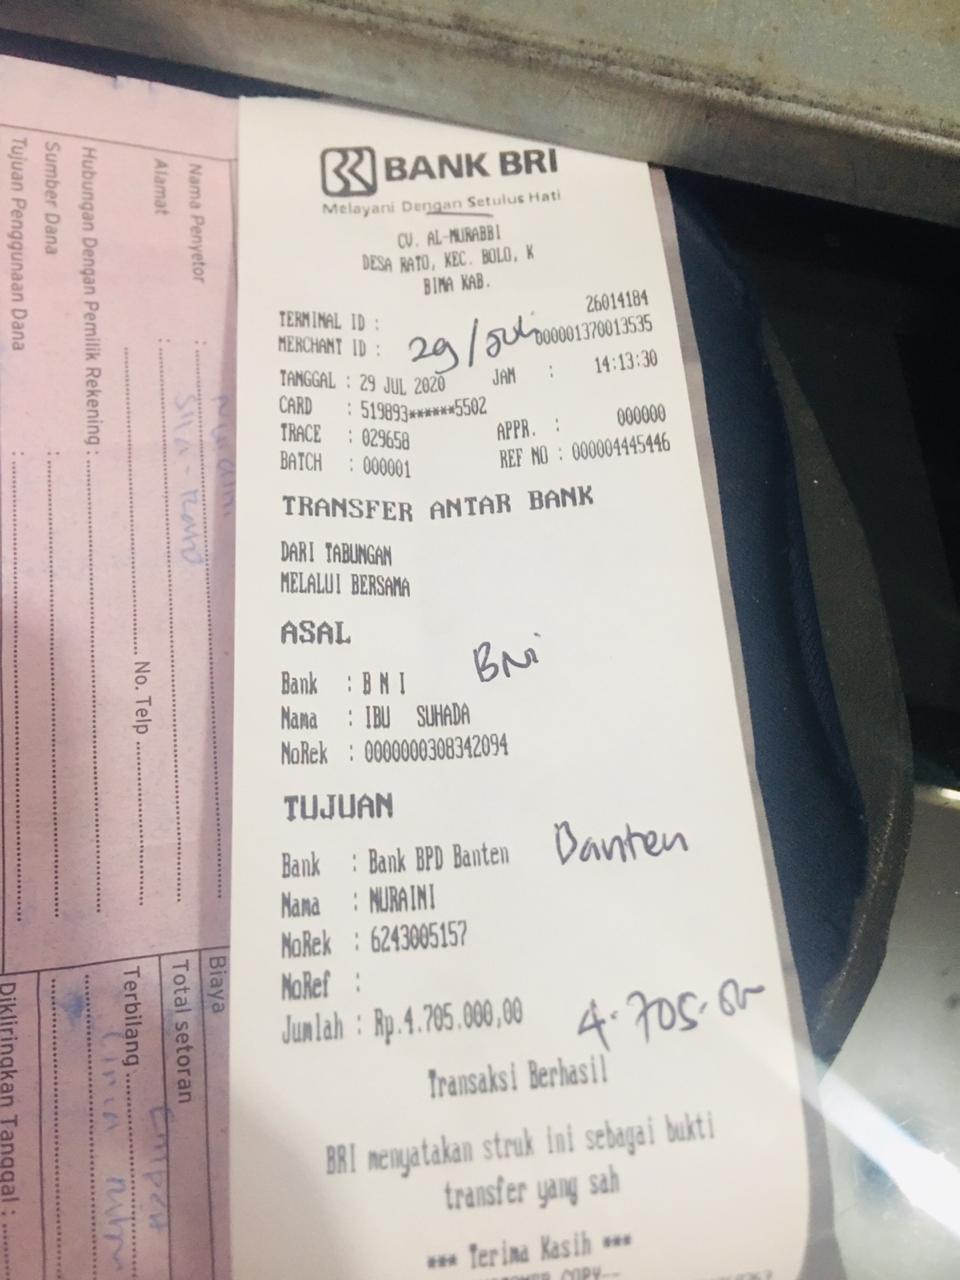 BANK BRI
Melayani Dengan Setulus Hati
CV. AL-MURABBI
DESA RATO, KEC. BOLO, K
BIMA KAB.
TERMINAL ID : 26014184
MERCHANT ID : 000001370013535
29/Jul
TANGGAL : 29 JUL 2020 JAM : 14:13:30
CARD : 519893******5502
TRACE : 029658 APPR. : 000000
BATCH : 000001 REF NO : 000004445446
TRANSFER ANTAR BANK
DARI TABUNGAN
MELALUI BERSAMA
ASAL
Bank : B N I
BNi
Nama : IBU SUHADA
NoRek : 0000000308342094
TUJUAN
Bank : Bank BPD Banten
Banten
Nama : NURAINI
NoRek : 6243005157
NoRef :
Jumlah : Rp.4.705.000,00
4.705.00
Transaksi Berhasil
BRI menyatakan struk ini sebagai bukti
transfer yang sah
*** Terima Kasih ***
COPY--
Nama Penyetor :
Alamat :
No. Telp
Hubungan Dengan Pemilik Rekening :
Sumber Dana :
Tujuan Penggunaan Dana :
Biaya
Total setoran
Terbilang
Dikliringkan Tanggal :